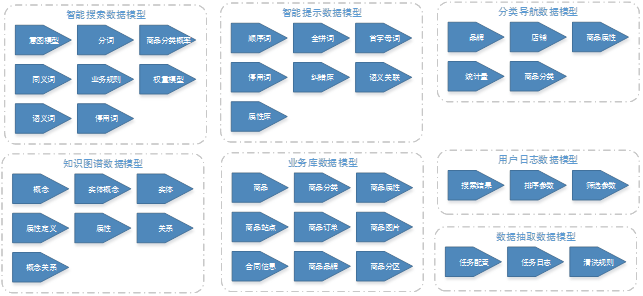 智能搜索数据模型
意图模型 分词 商品分类概率
同义词 业务规则 权重模型
语义词 停用词
智能提示数据模型
顺序词 全拼词 首字母词
停用词 纠错库 语义关联
属性库
分类导航数据模型
品牌 店铺 商品属性
统计量 商品分类
知识图谱数据模型
概念 实体概念 实体
属性定义 属性 关系
概念关系
业务库数据模型
商品 商品分类 商品属性
商品站点 商品订单 商品图片
合同信息 商品品牌 商品分区
用户日志数据模型
搜索结果 排序参数 筛选参数
数据抽取数据模型
任务配置 任务日志 清洗规则